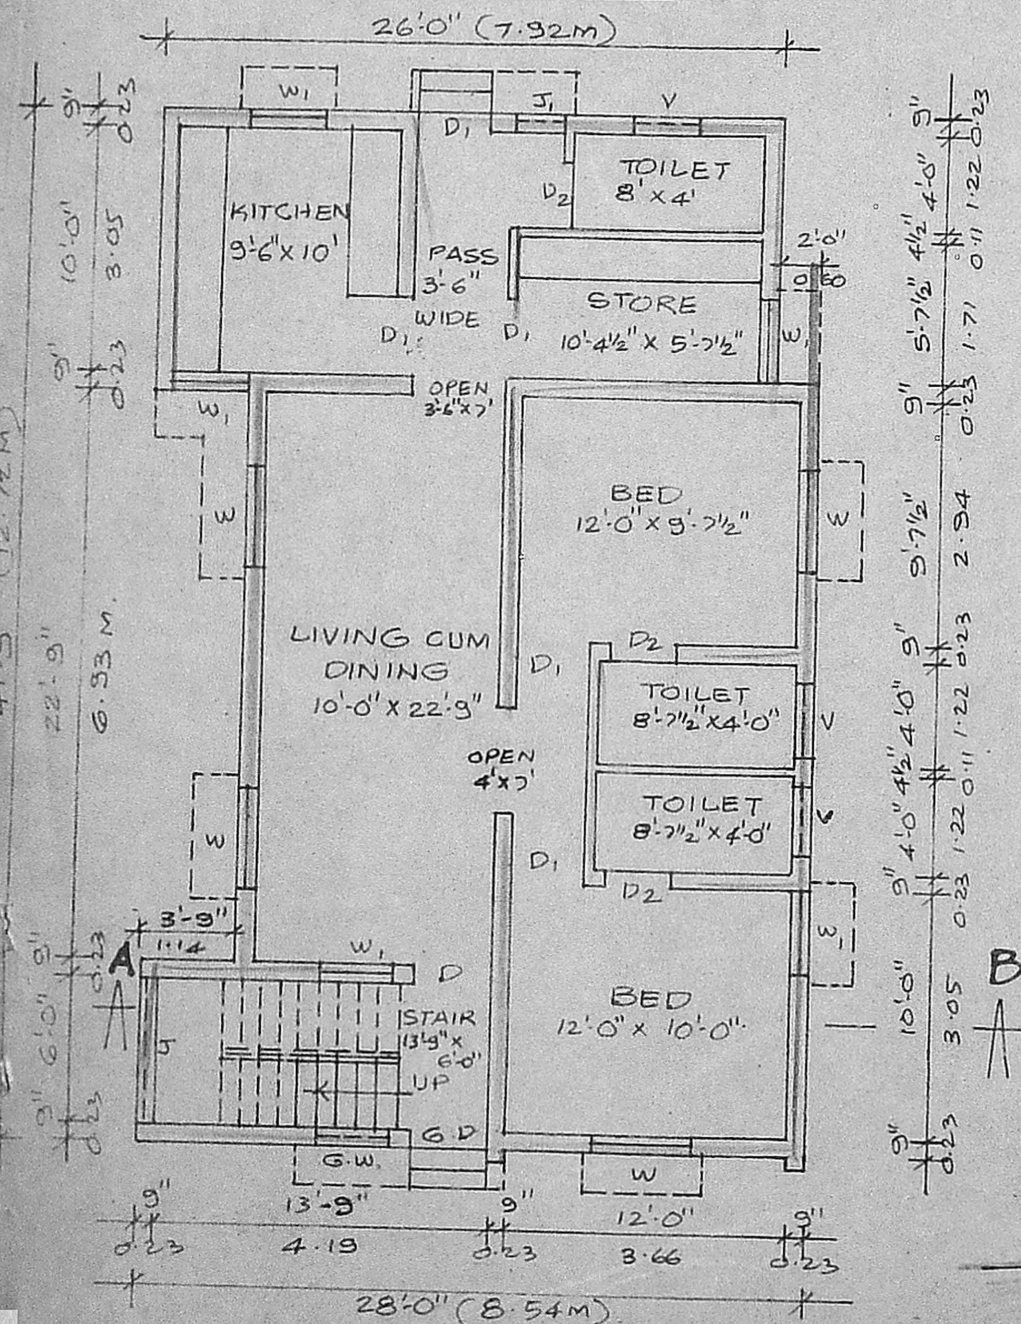 26'-0" (7.92M)
W1
D1
J1
V
TOILET
8' X 4'
D2
KITCHEN
9'-6" X 10'
PASS
3'-6"
WIDE
D1
D1
STORE
10'-4½" X 5'-7½"
W1
2'-0"
0.60
OPEN
3'-6" X 7'
W1
W
BED
12'-0" X 9'-7½"
W
LIVING CUM
DINING
10'-0" X 22'-9"
D2
D1
TOILET
8'-7½" X 4'-0"
V
OPEN
4' X 7'
TOILET
8'-7½" X 4'-0"
V
W
D1
D2
3'-9"
1.14
A
W1
D
W1
B
BED
12'-0" X 10'-0"
STAIR
13'-9" X
6'-0"
UP
J
G.D
G.W.
W
9"
0.23
10'-0"
3.05
9"
0.23
22'-9"
6.93 M.
9"
0.23
6'-0"
9"
0.23
9"
0.23
4'-0"
1.22
4½"
0.11
5'-7½"
1.71
9"
0.23
9'-7½"
2.94
9"
0.23
4'-0"
1.22
4½"
0.11
4'-0"
1.22
9"
0.23
10'-0"
3.05
9"
0.23
9" 13'-9" 9" 12'-0" 9"
0.23 4.19 0.23 3.66 0.23
28'-0" (8.54M)